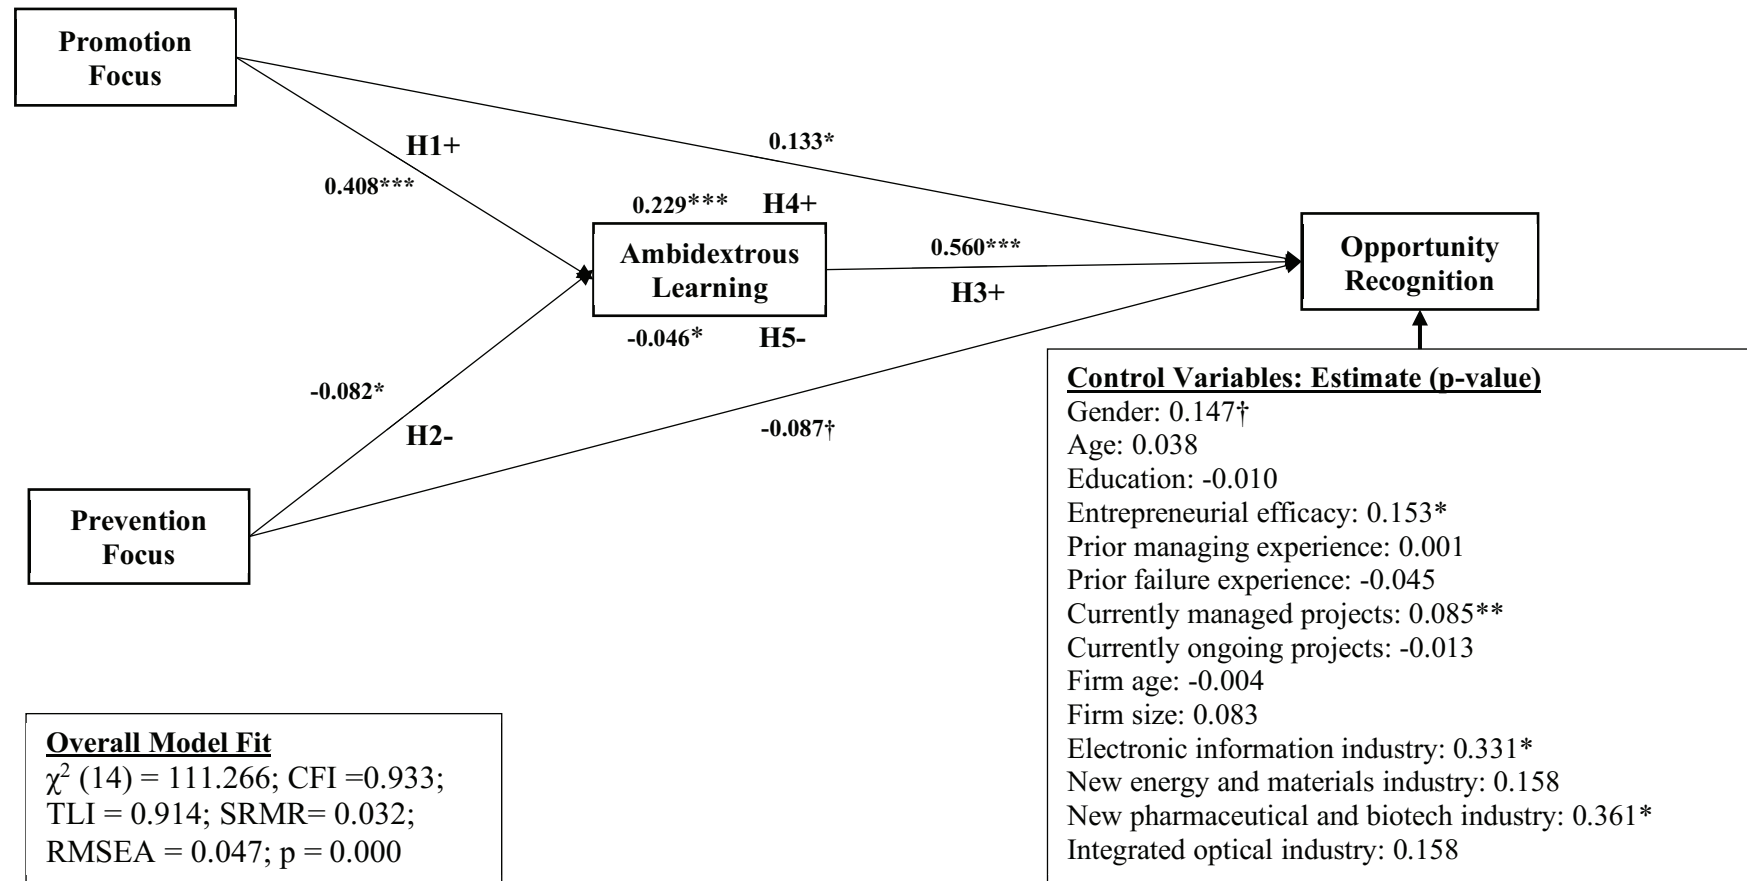 Promotion
Focus
H1+
0.408***
0.133*
0.229*** H4+
Ambidextrous
Learning
-0.046* H5-
0.560***
H3+
Opportunity
Recognition
-0.082*
H2-
-0.087†
Prevention
Focus
Control Variables: Estimate (p-value)
Gender: 0.147†
Age: 0.038
Education: -0.010
Entrepreneurial efficacy: 0.153*
Prior managing experience: 0.001
Prior failure experience: -0.045
Currently managed projects: 0.085**
Currently ongoing projects: -0.013
Firm age: -0.004
Firm size: 0.083
Electronic information industry: 0.331*
New energy and materials industry: 0.158
New pharmaceutical and biotech industry: 0.361*
Integrated optical industry: 0.158
Overall Model Fit
χ² (14) = 111.266; CFI =0.933;
TLI = 0.914; SRMR= 0.032;
RMSEA = 0.047; p = 0.000